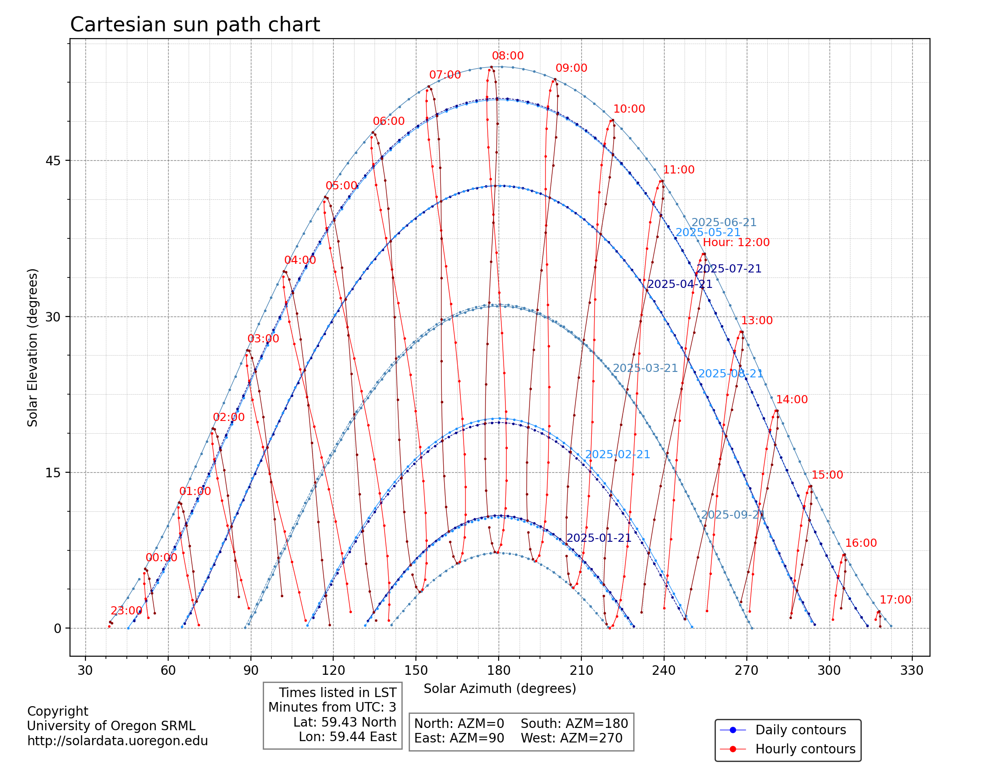 Cartesian sun path chart
08:00
09:00
07:00
10:00
06:00
11:00
05:00
2025-06-21
2025-05-21
Hour: 12:00
04:00
2025-07-21
2025-04-21
13:00
03:00
2025-03-21
2025-08-21
14:00
02:00
2025-02-21
15:00
01:00
2025-09-21
2025-01-21
16:00
00:00
17:00
23:00
45
30
15
0
Solar Elevation (degrees)
30 60 90 120 150 180 210 240 270 300 330
Solar Azimuth (degrees)
Times listed in LST
Minutes from UTC: 3
Lat: 59.43 North
Lon: 59.44 East
North: AZM=0 South: AZM=180
East: AZM=90 West: AZM=270
Copyright
University of Oregon SRML
http://solardata.uoregon.edu
Daily contours
Hourly contours